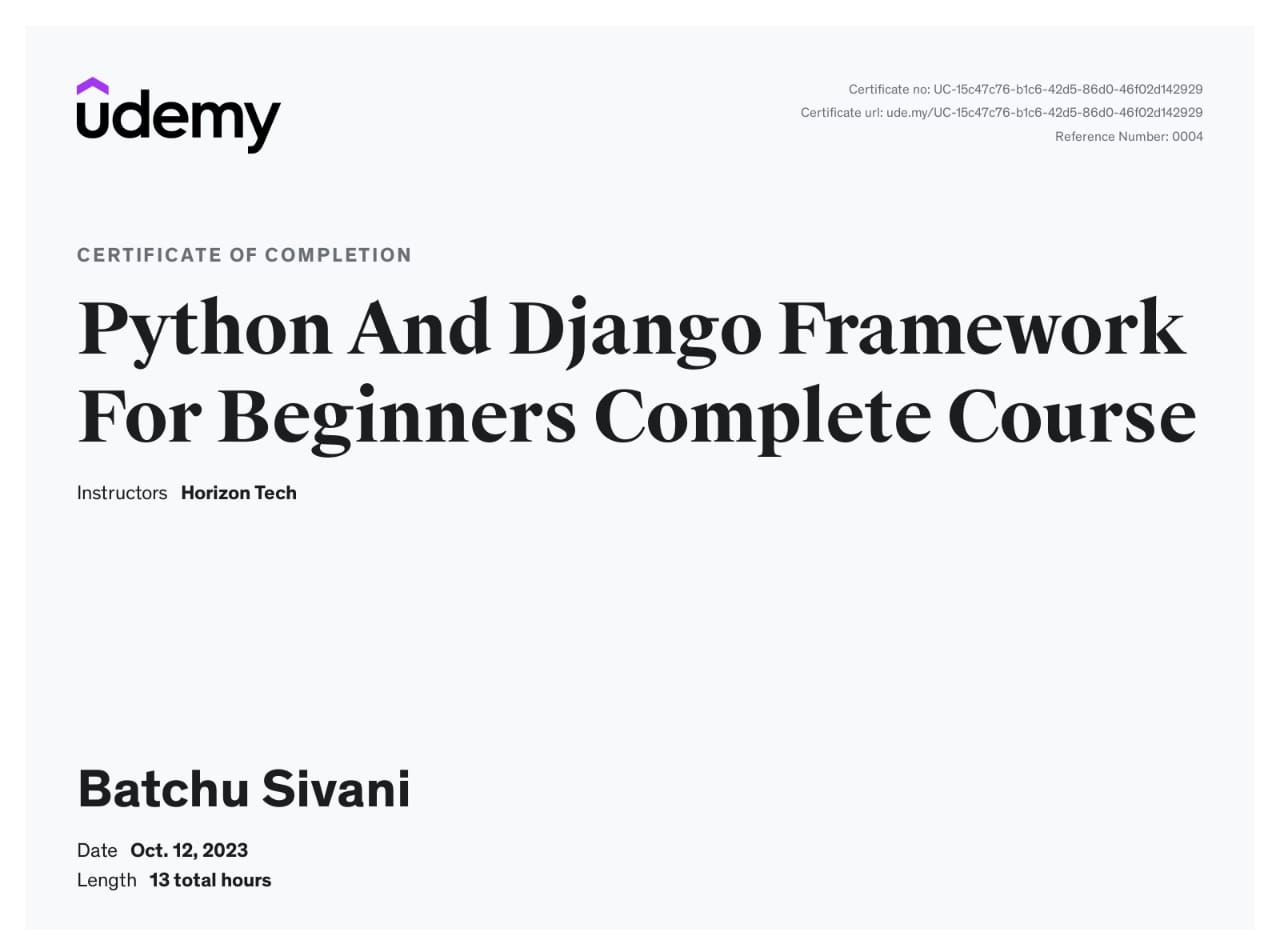 udemy
Certificate no: UC-15c47c76-b1c6-42d5-86d0-46f02d142929
Certificate url: ude.my/UC-15c47c76-b1c6-42d5-86d0-46f02d142929
Reference Number: 0004
CERTIFICATE OF COMPLETION
Python And Django Framework
For Beginners Complete Course
Instructors Horizon Tech
Batchu Sivani
Date Oct. 12, 2023
Length 13 total hours